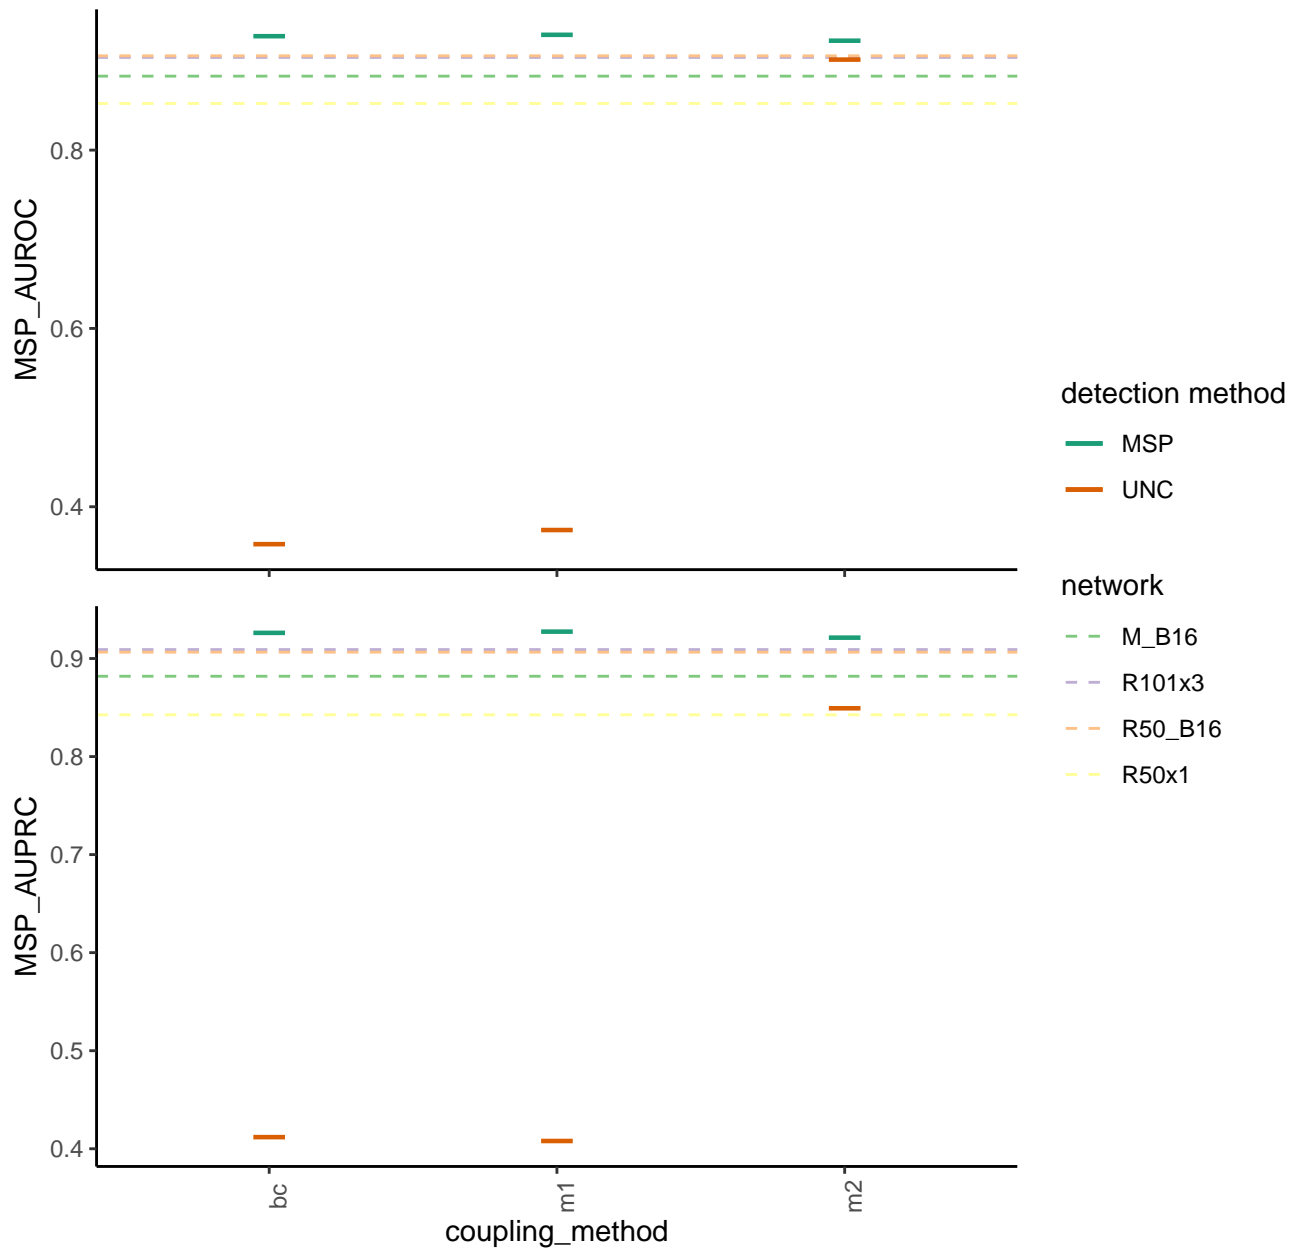 MSP_AUROC
0.8
0.6
0.4
MSP_AUPRC
0.9
0.8
0.7
0.6
0.5
0.4
bc
m1
m2
coupling_method
detection method
MSP
UNC
network
M_B16
R101x3
R50_B16
R50x1